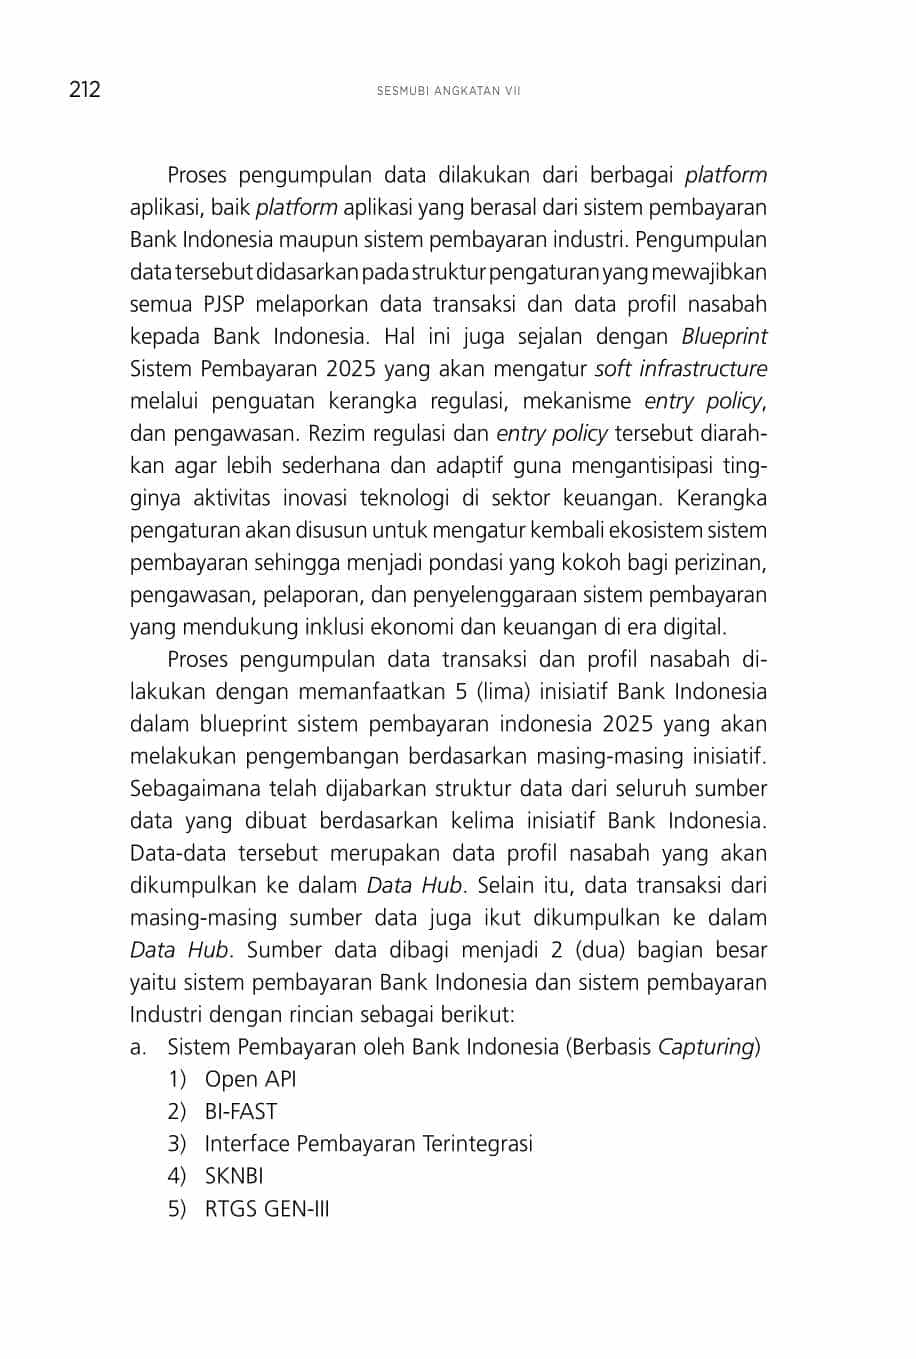 212
SESMUBI ANGKATAN VII
Proses pengumpulan data dilakukan dari berbagai platform
aplikasi, baik platform aplikasi yang berasal dari sistem pembayaran
Bank Indonesia maupun sistem pembayaran industri. Pengumpulan
data tersebut didasarkan pada struktur pengaturan yang mewajibkan
semua PJSP melaporkan data transaksi dan data profil nasabah
kepada Bank Indonesia. Hal ini juga sejalan dengan Blueprint
Sistem Pembayaran 2025 yang akan mengatur soft infrastructure
melalui penguatan kerangka regulasi, mekanisme entry policy,
dan pengawasan. Rezim regulasi dan entry policy tersebut diarah-
kan agar lebih sederhana dan adaptif guna mengantisipasi ting-
ginya aktivitas inovasi teknologi di sektor keuangan. Kerangka
pengaturan akan disusun untuk mengatur kembali ekosistem sistem
pembayaran sehingga menjadi pondasi yang kokoh bagi perizinan,
pengawasan, pelaporan, dan penyelenggaraan sistem pembayaran
yang mendukung inklusi ekonomi dan keuangan di era digital.
Proses pengumpulan data transaksi dan profil nasabah di-
lakukan dengan memanfaatkan 5 (lima) inisiatif Bank Indonesia
dalam blueprint sistem pembayaran indonesia 2025 yang akan
melakukan pengembangan berdasarkan masing-masing inisiatif.
Sebagaimana telah dijabarkan struktur data dari seluruh sumber
data yang dibuat berdasarkan kelima inisiatif Bank Indonesia.
Data-data tersebut merupakan data profil nasabah yang akan
dikumpulkan ke dalam Data Hub. Selain itu, data transaksi dari
masing-masing sumber data juga ikut dikumpulkan ke dalam
Data Hub. Sumber data dibagi menjadi 2 (dua) bagian besar
yaitu sistem pembayaran Bank Indonesia dan sistem pembayaran
Industri dengan rincian sebagai berikut:
a. Sistem Pembayaran oleh Bank Indonesia (Berbasis Capturing)
1) Open API
2) BI-FAST
3) Interface Pembayaran Terintegrasi
4) SKNBI
5) RTGS GEN-III